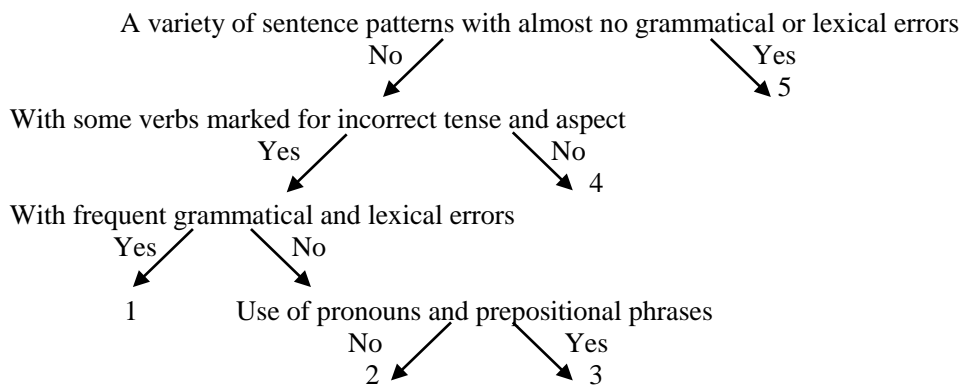 A variety of sentence patterns with almost no grammatical or lexical errors
No Yes
5
With some verbs marked for incorrect tense and aspect
Yes No
4
With frequent grammatical and lexical errors
Yes No
1 Use of pronouns and prepositional phrases
No Yes
2 3